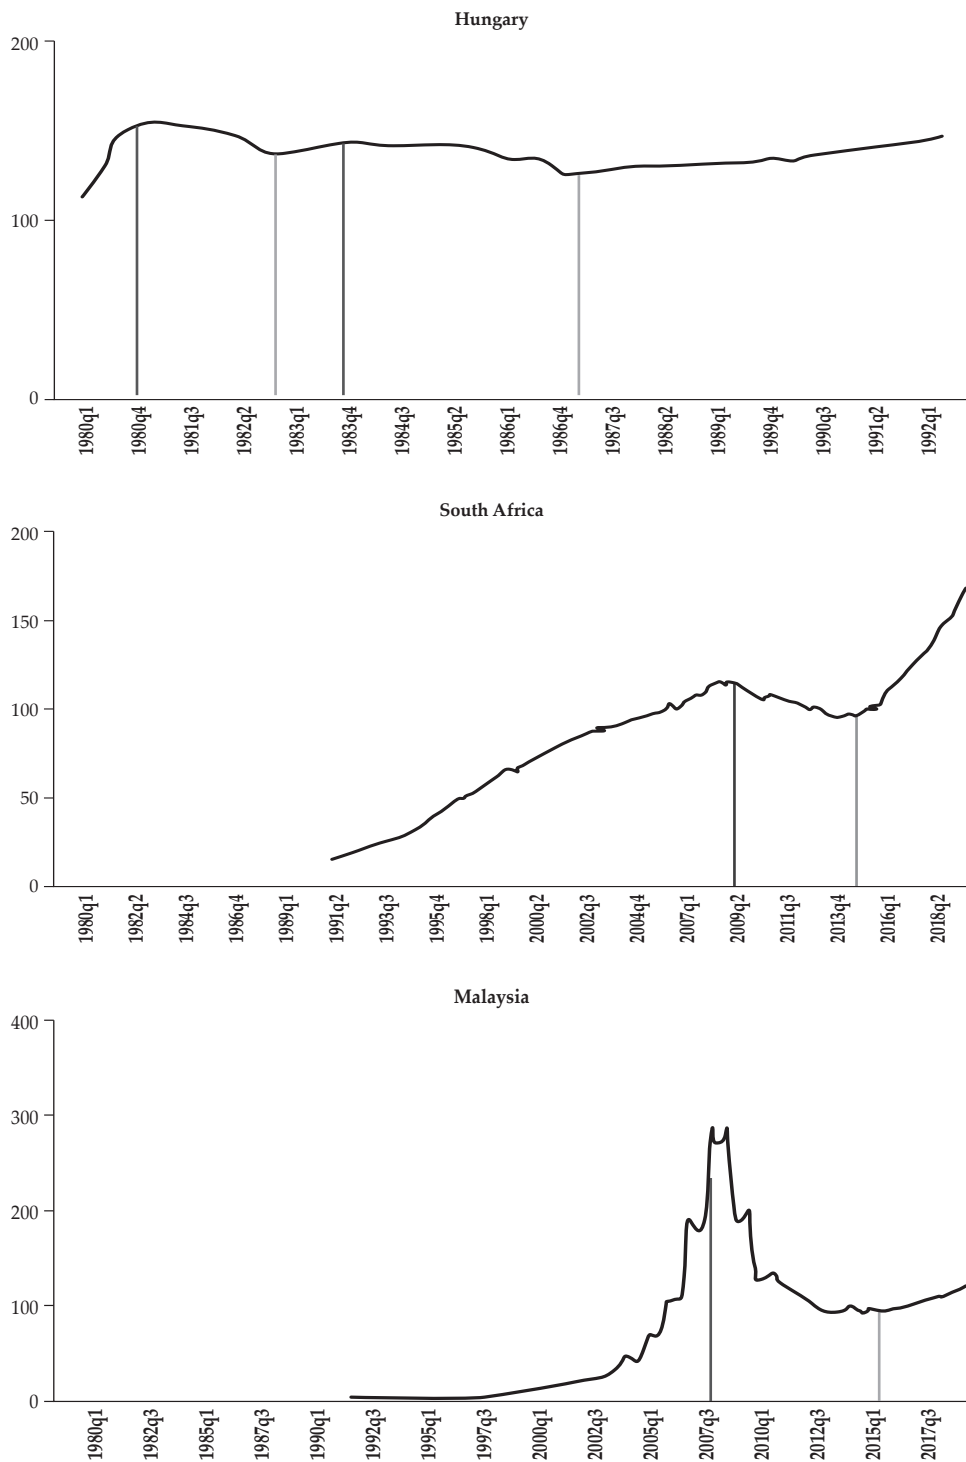 Hungary
200
100
0
1980q1 1980q4 1981q3 1982q2 1983q1 1983q4 1984q3 1985q2 1986q1 1986q4 1987q3 1988q2 1989q1 1989q4 1990q3 1991q2 1992q1
South Africa
200
150
100
50
0
1980q1 1982q2 1984q3 1986q4 1989q1 1991q2 1993q3 1995q4 1998q1 2000q2 2002q3 2004q4 2007q1 2009q2 2011q3 2013q4 2016q1 2018q2
Malaysia
400
300
200
100
0
1980q1 1982q3 1985q1 1987q3 1990q1 1992q3 1995q1 1997q3 2000q1 2002q3 2005q1 2007q3 2010q1 2012q3 2015q1 2017q3